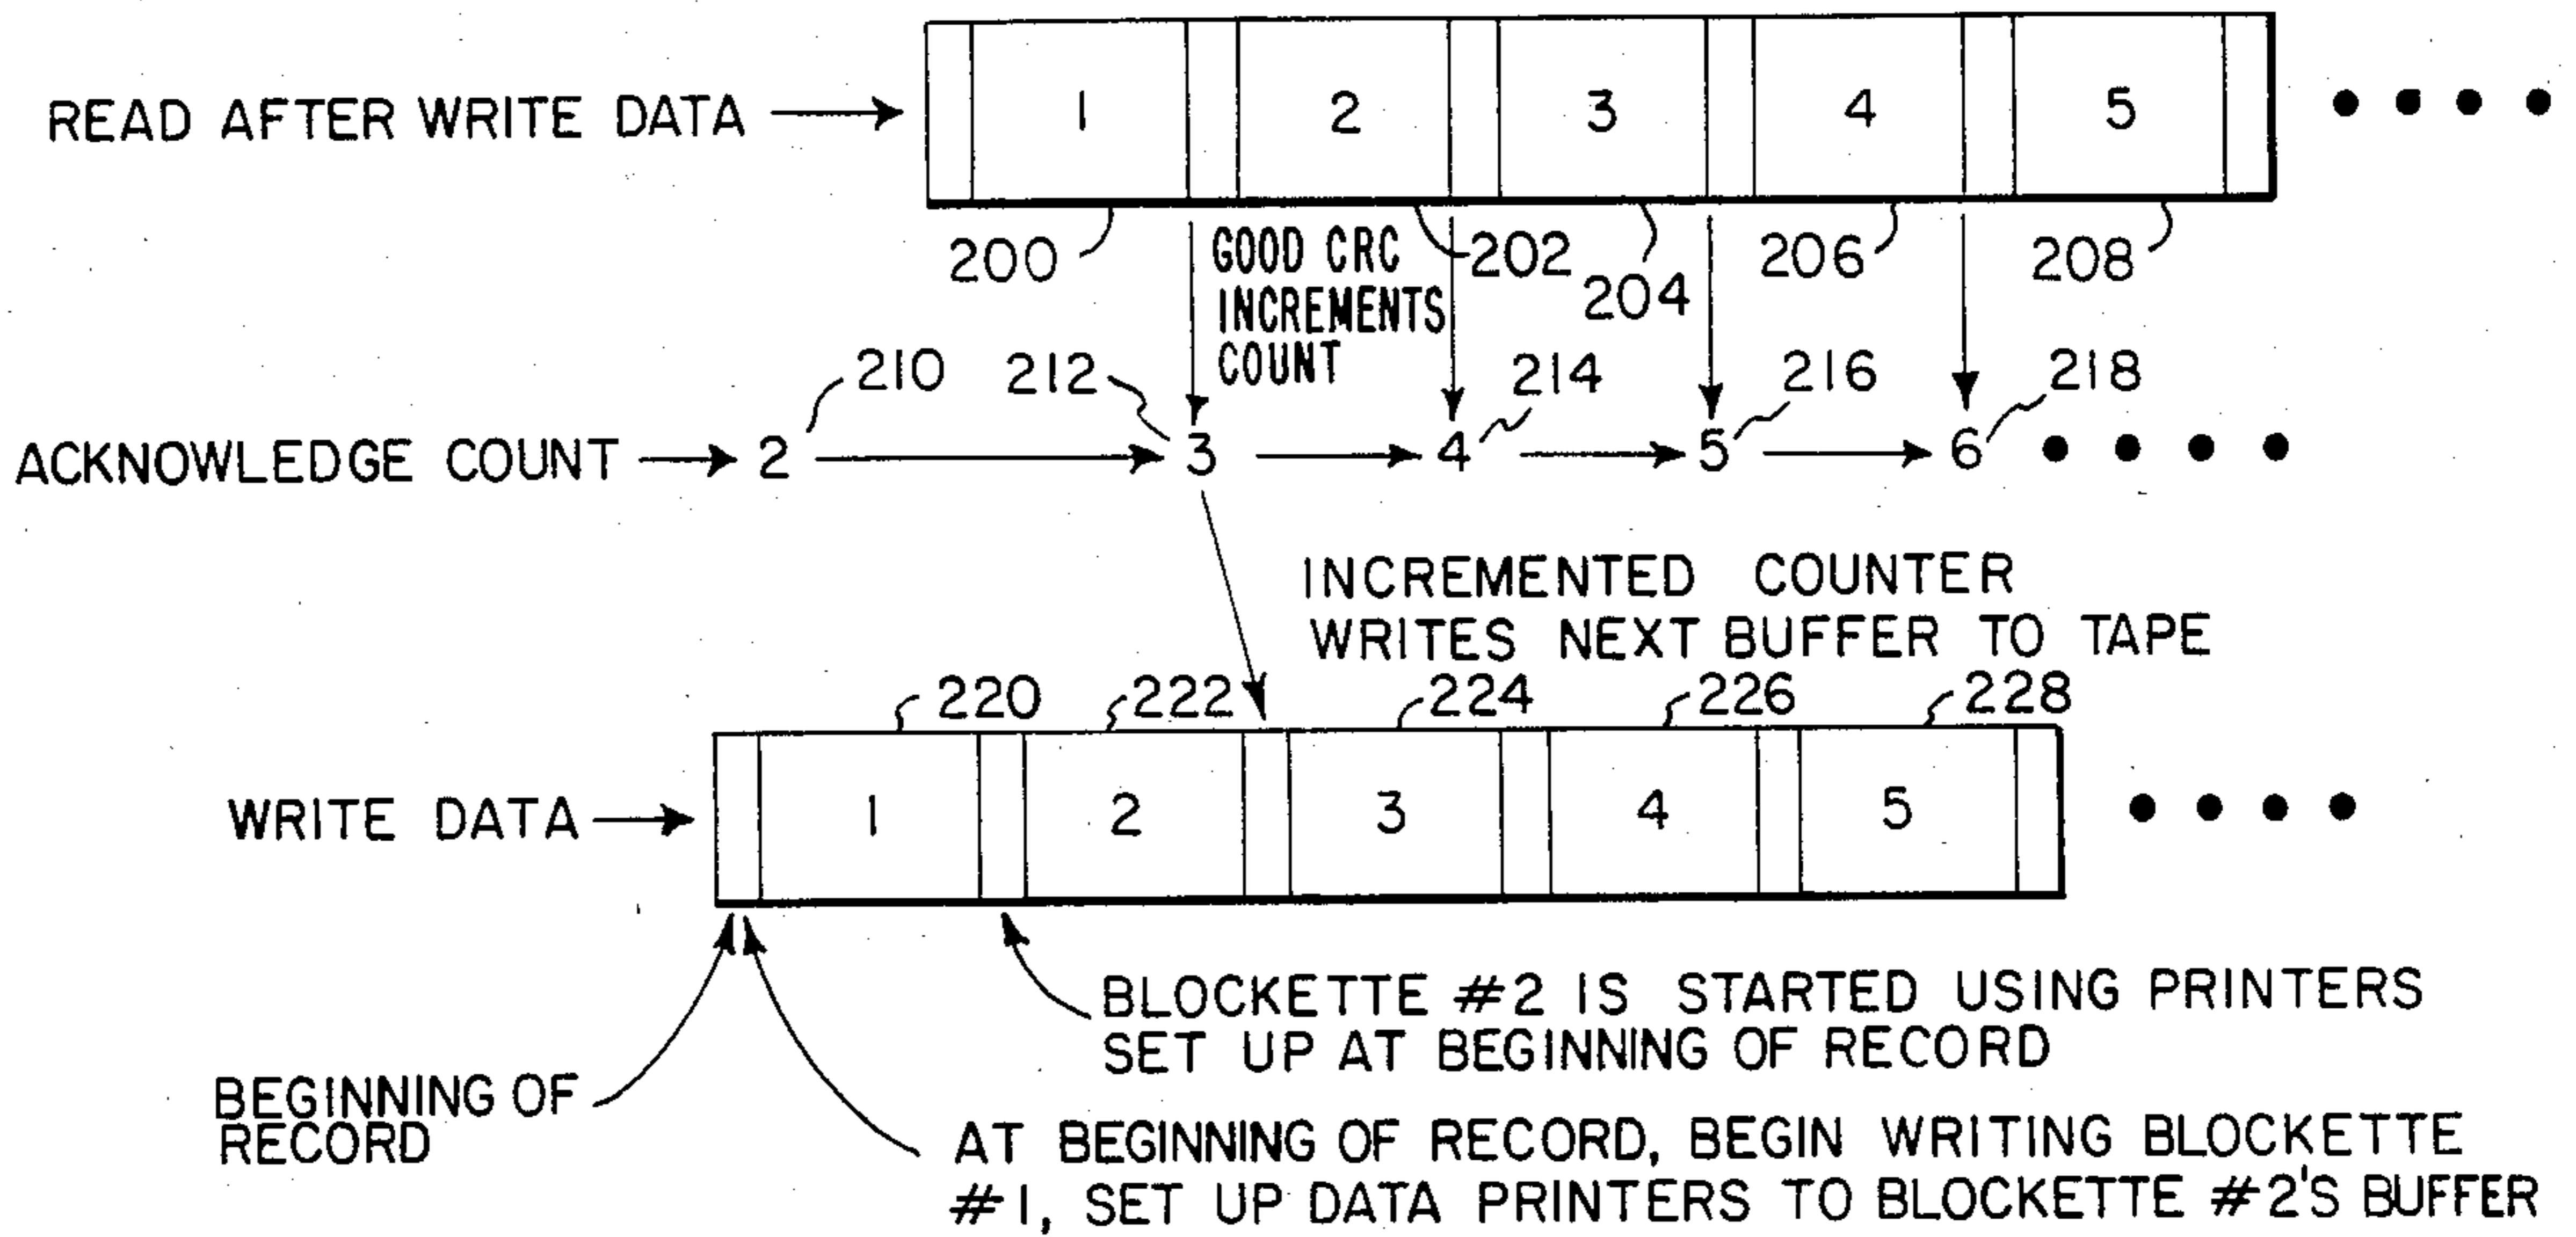 READ AFTER WRITE DATA
1 2 3 4 5
200 202 204 206 208
GOOD CRC
INCREMENTS
COUNT
210 212 214 216 218
ACKNOWLEDGE COUNT 2 3 4 5 6
INCREMENTED COUNTER
WRITES NEXT BUFFER TO TAPE
220 222 224 226 228
WRITE DATA
1 2 3 4 5
BLOCKETTE #2 IS STARTED USING PRINTERS
SET UP AT BEGINNING OF RECORD
BEGINNING OF
RECORD
AT BEGINNING OF RECORD, BEGIN WRITING BLOCKETTE
#1, SET UP DATA PRINTERS TO BLOCKETTE #2'S BUFFER